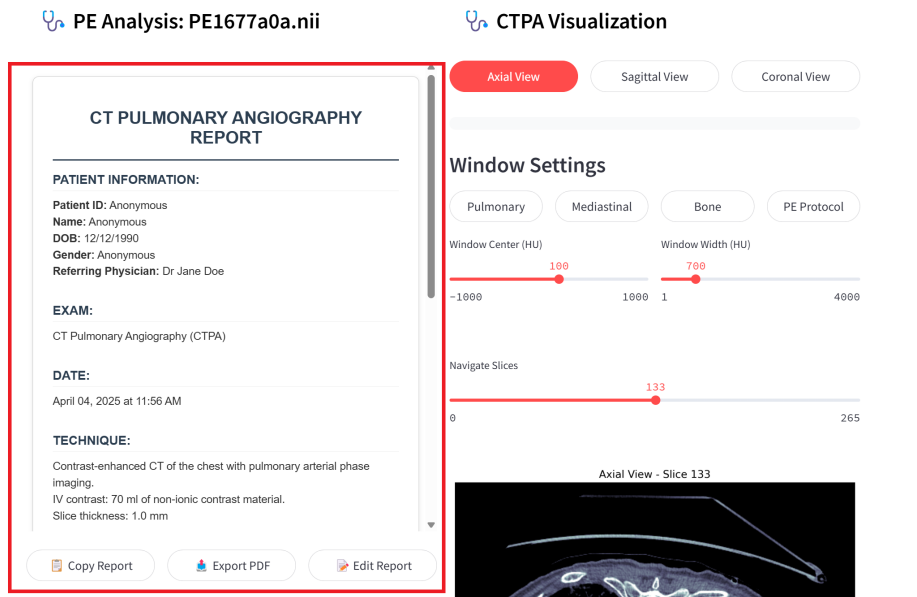 PE Analysis: PE1677a0a.nii
CT PULMONARY ANGIOGRAPHY
REPORT
PATIENT INFORMATION:
Patient ID: Anonymous
Name: Anonymous
DOB: 12/12/1990
Gender: Anonymous
Referring Physician: Dr Jane Doe
EXAM:
CT Pulmonary Angiography (CTPA)
DATE:
April 04, 2025 at 11:56 AM
TECHNIQUE:
Contrast-enhanced CT of the chest with pulmonary arterial phase
imaging.
IV contrast: 70 ml of non-ionic contrast material.
Slice thickness: 1.0 mm
Copy Report
Export PDF
Edit Report
CTPA Visualization
Axial View
Sagittal View
Coronal View
Window Settings
Pulmonary
Mediastinal
Bone
PE Protocol
Window Center (HU)
100
-1000
1000
Window Width (HU)
700
1
4000
Navigate Slices
133
0
265
Axial View - Slice 133